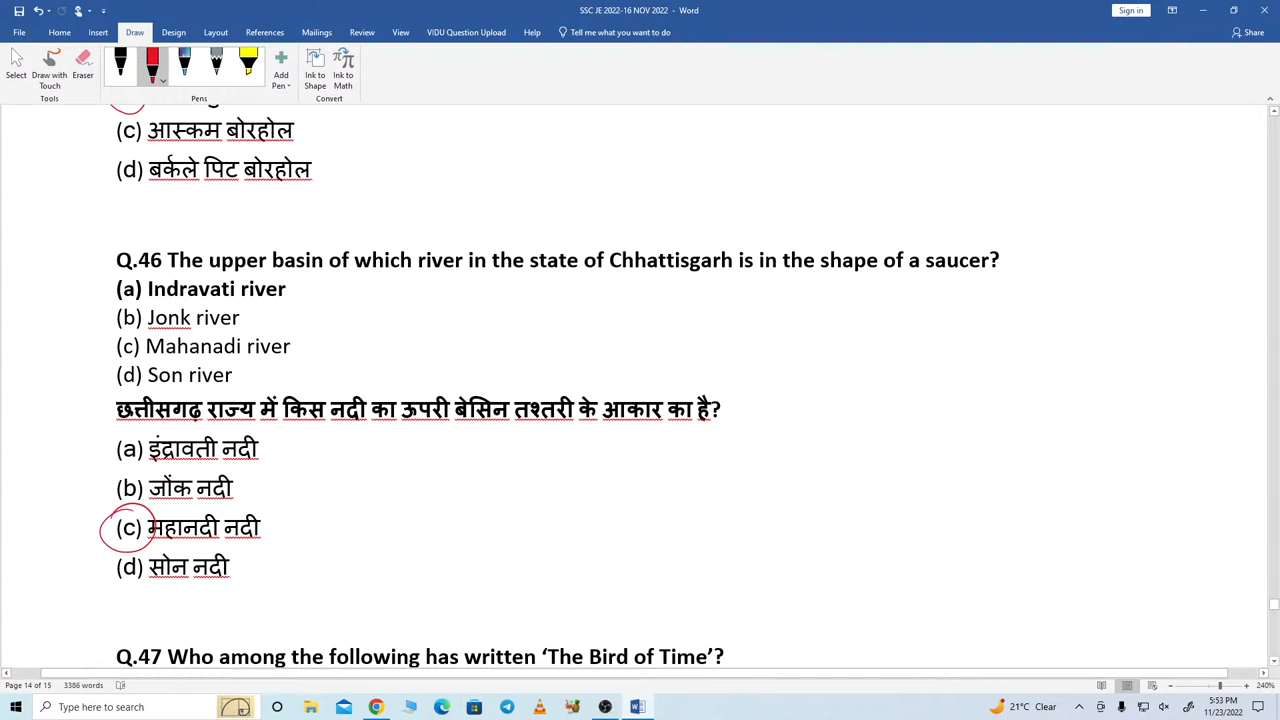 SSC JE 2022-16 NOV 2022 - Word
Sign in
File Home Insert Draw Design Layout References Mailings Review View VIDU Question Upload Help Tell me what you want to do Share
Select Draw with Touch Eraser Add Pen Ink to Shape Ink to Math
Tools Pens Convert
(c) आस्कम बोरहोल
(d) बर्कले पिट बोरहोल
Q.46 The upper basin of which river in the state of Chhattisgarh is in the shape of a saucer?
(a) Indravati river
(b) Jonk river
(c) Mahanadi river
(d) Son river
छत्तीसगढ़ राज्य में किस नदी का ऊपरी बेसिन तश्तरी के आकार का है?
(a) इंद्रावती नदी
(b) जोंक नदी
(c) महानदी नदी
(d) सोन नदी
Q.47 Who among the following has written ‘The Bird of Time’?
Page 14 of 15 3386 words 240%
Type here to search 21°C Clear 5:53 PM
11/23/2022